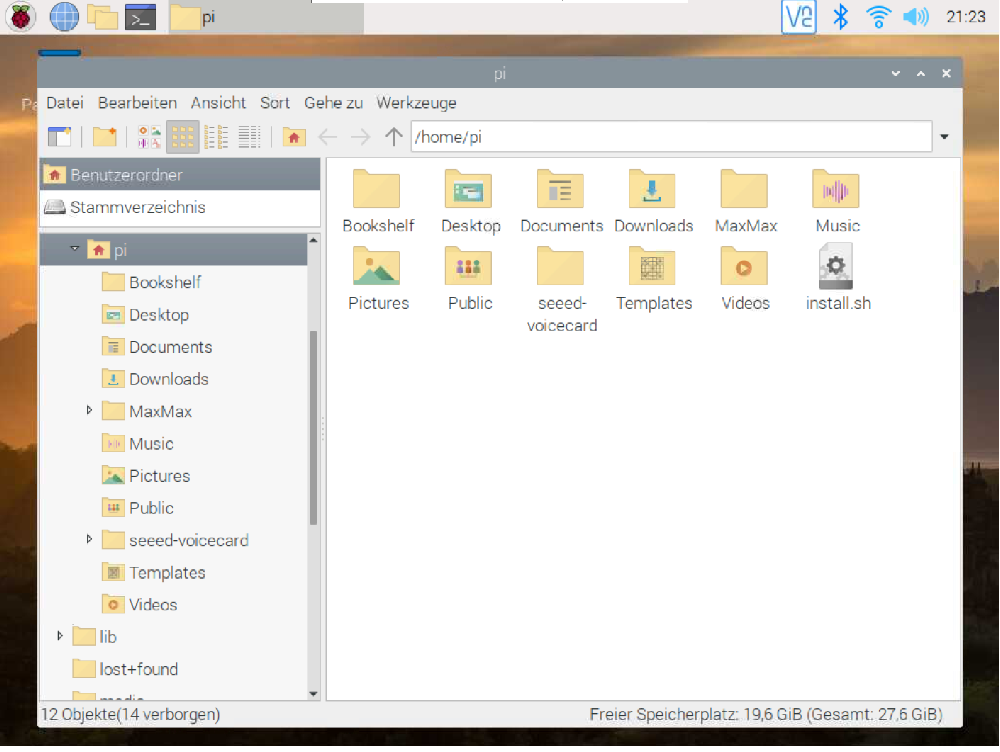 pi
21:23
pi
Datei Bearbeiten Ansicht Sort Gehe zu Werkzeuge
/home/pi
Benutzerordner
Stammverzeichnis
pi
Bookshelf
Desktop
Documents
Downloads
MaxMax
Music
Pictures
Public
seeed-voicecard
Templates
Videos
lib
lost+found
Bookshelf Desktop Documents Downloads MaxMax Music
Pictures Public seeed- Templates Videos install.sh
voicecard
12 Objekte(14 verborgen)
Freier Speicherplatz: 19,6 GiB (Gesamt: 27,6 GiB)